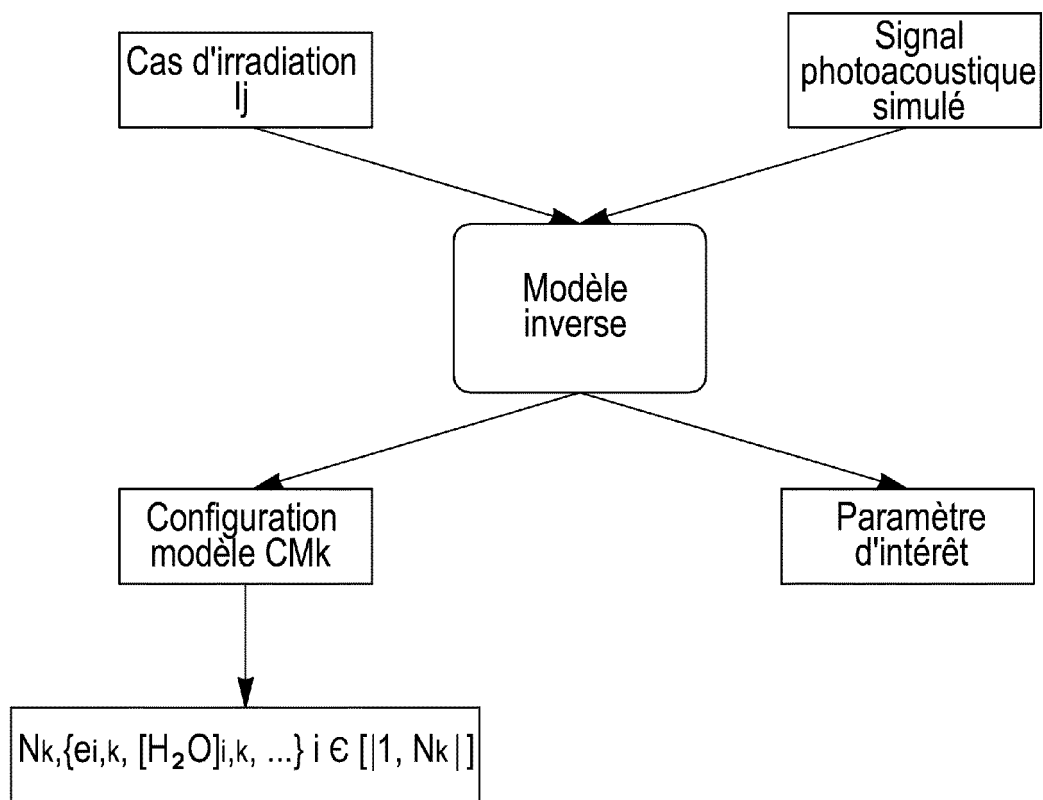 Cas d'irradiation
Ij
Signal
photoacoustique
simulé
Modèle
inverse
Configuration
modèle CMk
Paramètre
d'intérêt
Nk,{ei,k, [H₂O]i,k, ...} i Є [|1, Nk|]